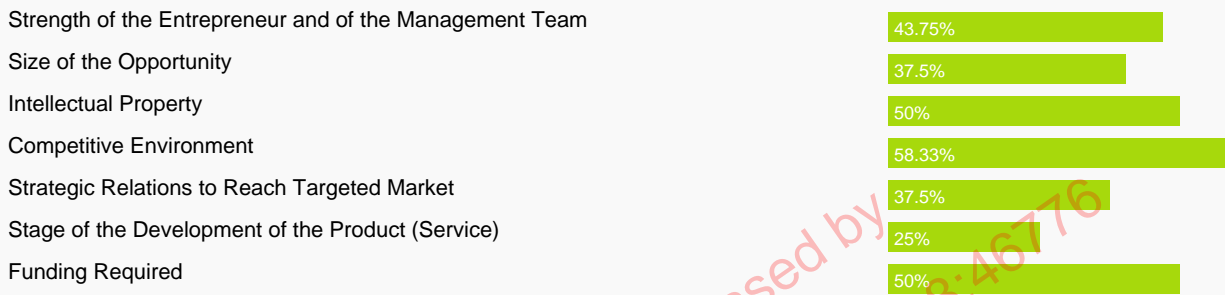 Strength of the Entrepreneur and of the Management Team 43.75%
Size of the Opportunity 37.5%
Intellectual Property 50%
Competitive Environment 58.33%
Strategic Relations to Reach Targeted Market 37.5%
Stage of the Development of the Product (Service) 25%
Funding Required 50%
by
:46776